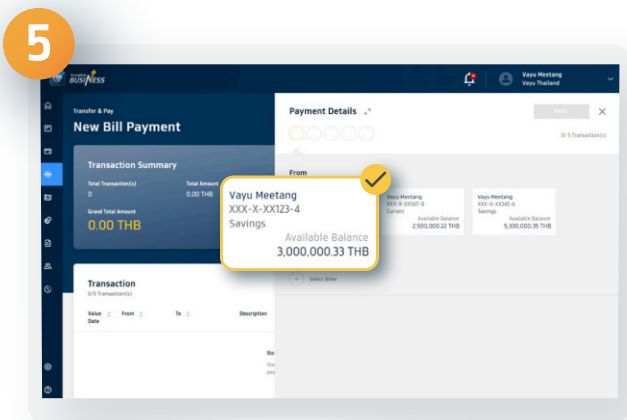 5
BUSINESS
Vayu Meetang
Vayu Thailand
Transfer & Pay
New Bill Payment
Payment Details
0/ 5 Transaction(s)
Transaction Summary
Total Transaction(s)
Total Amount
0
0.00 THB
Grand Total Amount
0.00 THB
From
Vayu Meetang
XXX-X-XX123-4
Savings
Available Balance
3,000,000.33 THB
Vayu Meetang
Current
Available Balance
2,500,000.22 THB
Vayu Meetang
XXX-X-XX345-6
Savings
Available Balance
5,300,000.35 THB
Select Biller
Transaction
0/5 Transaction(s)
Value Date
From
To
Description
No